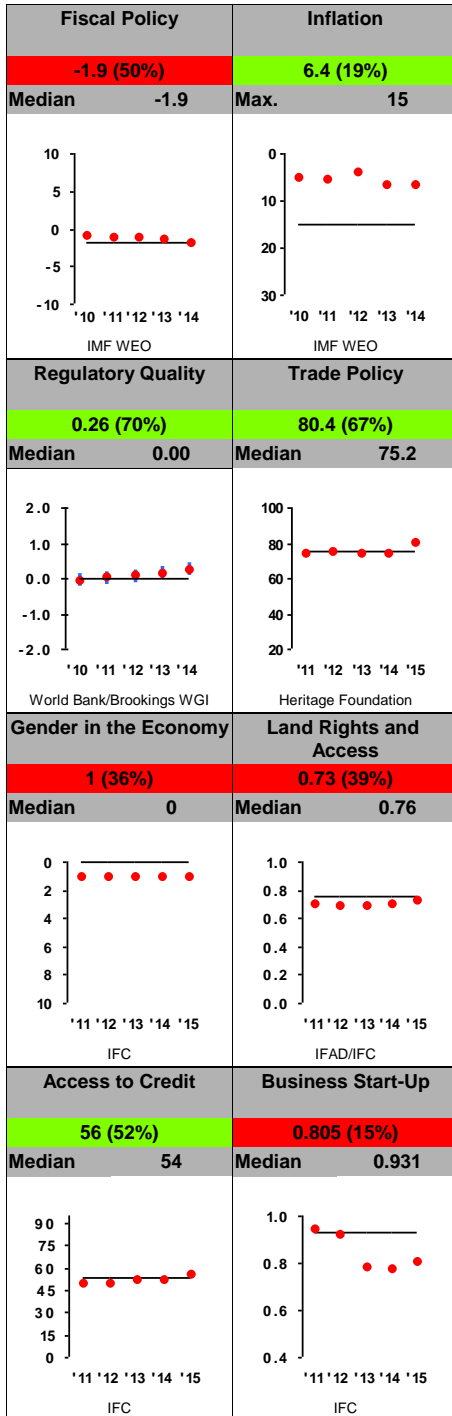 Fiscal Policy
-1.9 (50%)
Median -1.9
10
5
0
-5
-10
'10 '11 '12 '13 '14
IMF WEO
Inflation
6.4 (19%)
Max. 15
0
10
20
30
'10 '11 '12 '13 '14
IMF WEO
Regulatory Quality
0.26 (70%)
Median 0.00
2.0
1.0
0.0
-1.0
-2.0
'10 '11 '12 '13 '14
World Bank/Brookings WGI
Trade Policy
80.4 (67%)
Median 75.2
100
80
60
40
20
'11 '12 '13 '14 '15
Heritage Foundation
Gender in the Economy
1 (36%)
Median 0
0
2
4
6
8
10
'11 '12 '13 '14 '15
IFC
Land Rights and
Access
0.73 (39%)
Median 0.76
1.0
0.8
0.6
0.4
0.2
0.0
'11 '12 '13 '14 '15
IFAD/IFC
Access to Credit
56 (52%)
Median 54
90
75
60
45
30
15
0
'11 '12 '13 '14 '15
IFC
Business Start-Up
0.805 (15%)
Median 0.931
1.0
0.8
0.6
0.4
'11 '12 '13 '14 '15
IFC